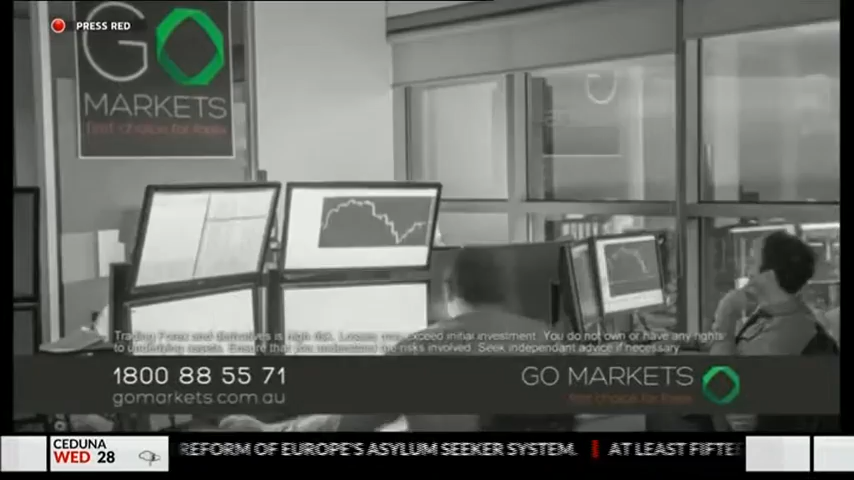 PRESS RED
GO
MARKETS
first choice for forex
Trading Forex and derivatives is high risk. Losses may exceed initial investment. You do not own or have any rights
to underlying assets. Ensure that you understand the risks involved. Seek independent advice if necessary
1800 88 55 71
gomarkets.com.au
GO MARKETS
first choice for forex
CEDUNA
WED 28
REFORM OF EUROPE'S ASYLUM SEEKER SYSTEM.
AT LEAST FIFTE